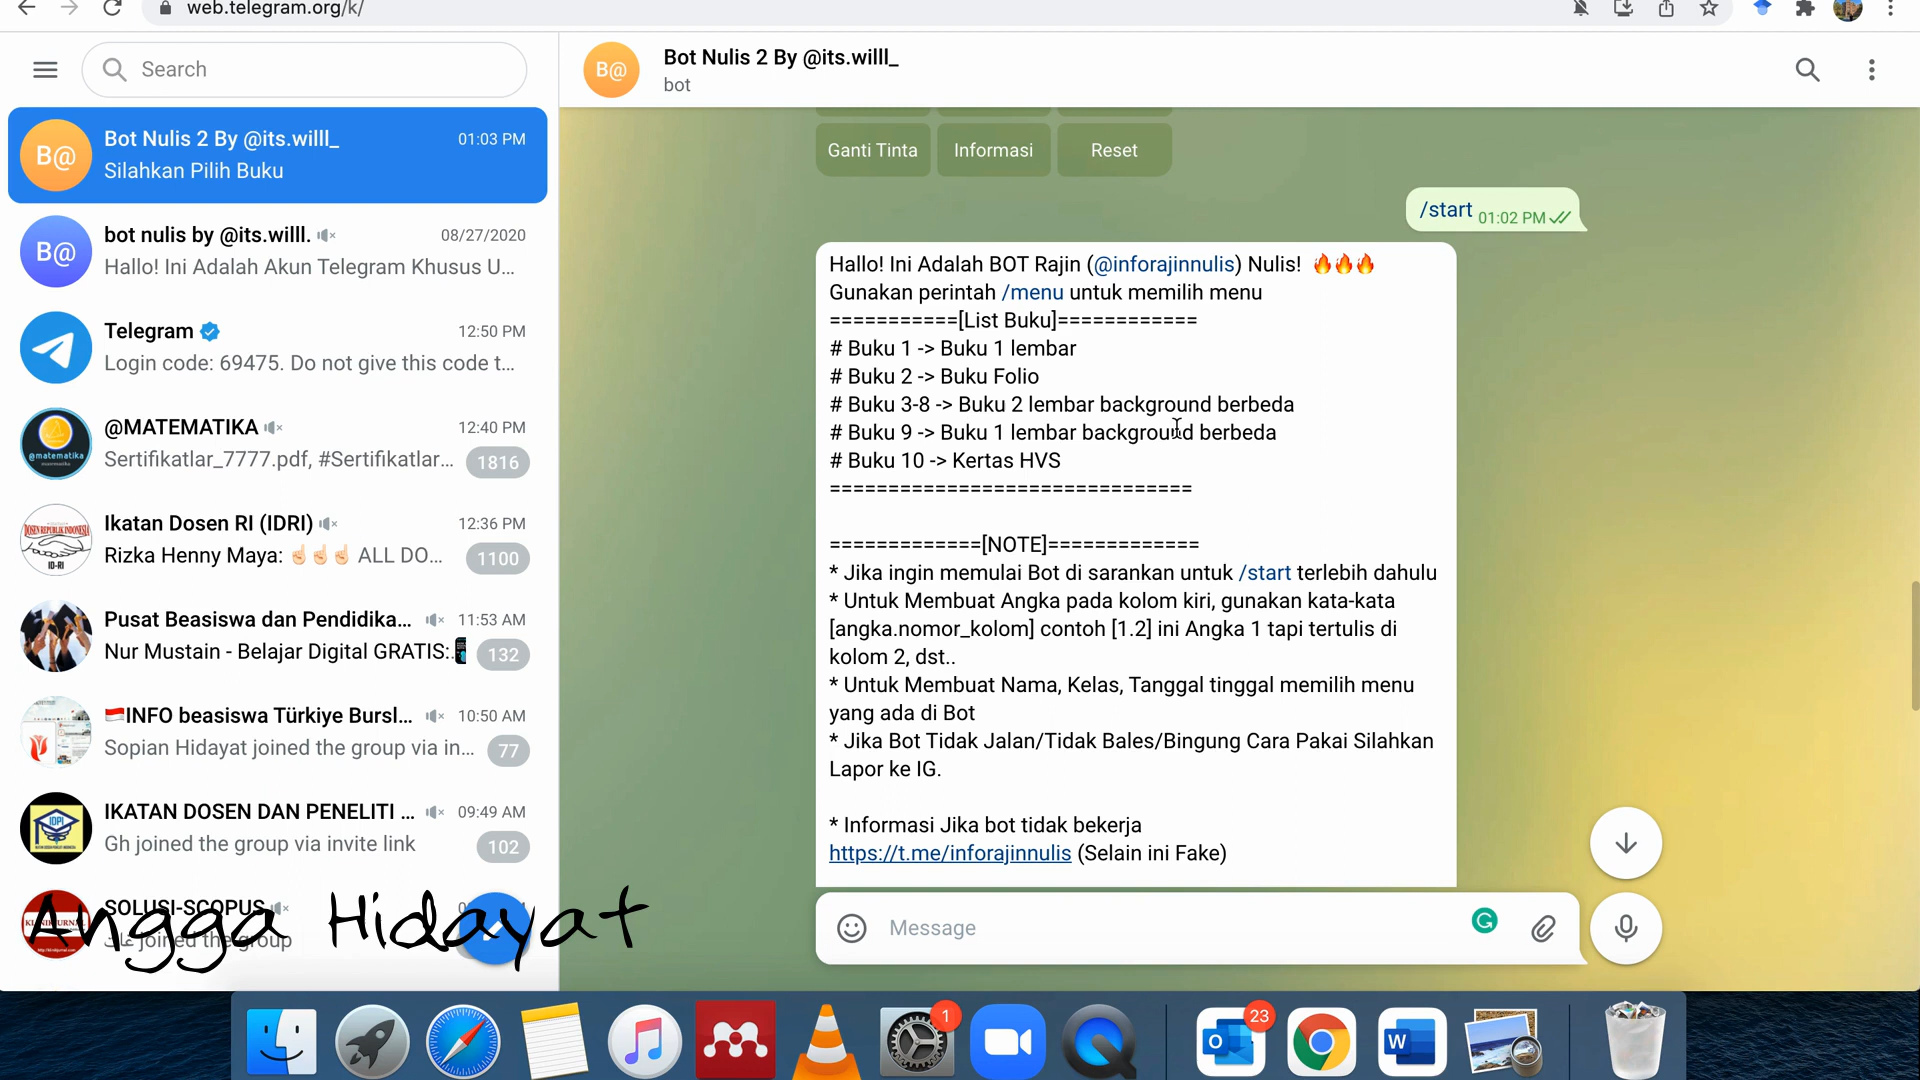 web.telegram.org/k/
Search
B@
Bot Nulis 2 By @its.willl_
bot
B@
Bot Nulis 2 By @its.willl_
01:03 PM
Silahkan Pilih Buku
B@
bot nulis by @its.willl.
08/27/2020
Hallo! Ini Adalah Akun Telegram Khusus U...
Telegram
12:50 PM
Login code: 69475. Do not give this code t...
@matematika
@MATEMATIKA
12:40 PM
Sertifikatlar_7777.pdf, #Sertifikatlar...
1816
DOSEN REPUBLIK INDONESIA
ID-RI
Ikatan Dosen RI (IDRI)
12:36 PM
Rizka Henny Maya: ☝🏻☝🏻☝🏻 ALL DO...
1100
Pusat Beasiswa dan Pendidika...
11:53 AM
Nur Mustain - Belajar Digital GRATIS:..
132
🇮🇩INFO beasiswa Türkiye Bursl...
10:50 AM
Sopian Hidayat joined the group via in...
77
IDPI
IKATAN DOSEN DAN PENELITI ...
09:49 AM
Gh joined the group via invite link
102
SOLUSI-SCOPUS
joined the group
Angga Hidayat
Ganti Tinta
Informasi
Reset
/start 01:02 PM
Hallo! Ini Adalah BOT Rajin (@inforajinnulis) Nulis! 🔥🔥🔥
Gunakan perintah /menu untuk memilih menu
===========[List Buku]============
# Buku 1 -> Buku 1 lembar
# Buku 2 -> Buku Folio
# Buku 3-8 -> Buku 2 lembar background berbeda
# Buku 9 -> Buku 1 lembar background berbeda
# Buku 10 -> Kertas HVS
===============================
=============[NOTE]=============
* Jika ingin memulai Bot di sarankan untuk /start terlebih dahulu
* Untuk Membuat Angka pada kolom kiri, gunakan kata-kata
[angka.nomor_kolom] contoh [1.2] ini Angka 1 tapi tertulis di
kolom 2, dst..
* Untuk Membuat Nama, Kelas, Tanggal tinggal memilih menu
yang ada di Bot
* Jika Bot Tidak Jalan/Tidak Bales/Bingung Cara Pakai Silahkan
Lapor ke IG.
* Informasi Jika bot tidak bekerja
https://t.me/inforajinnulis (Selain ini Fake)
Message
1
23